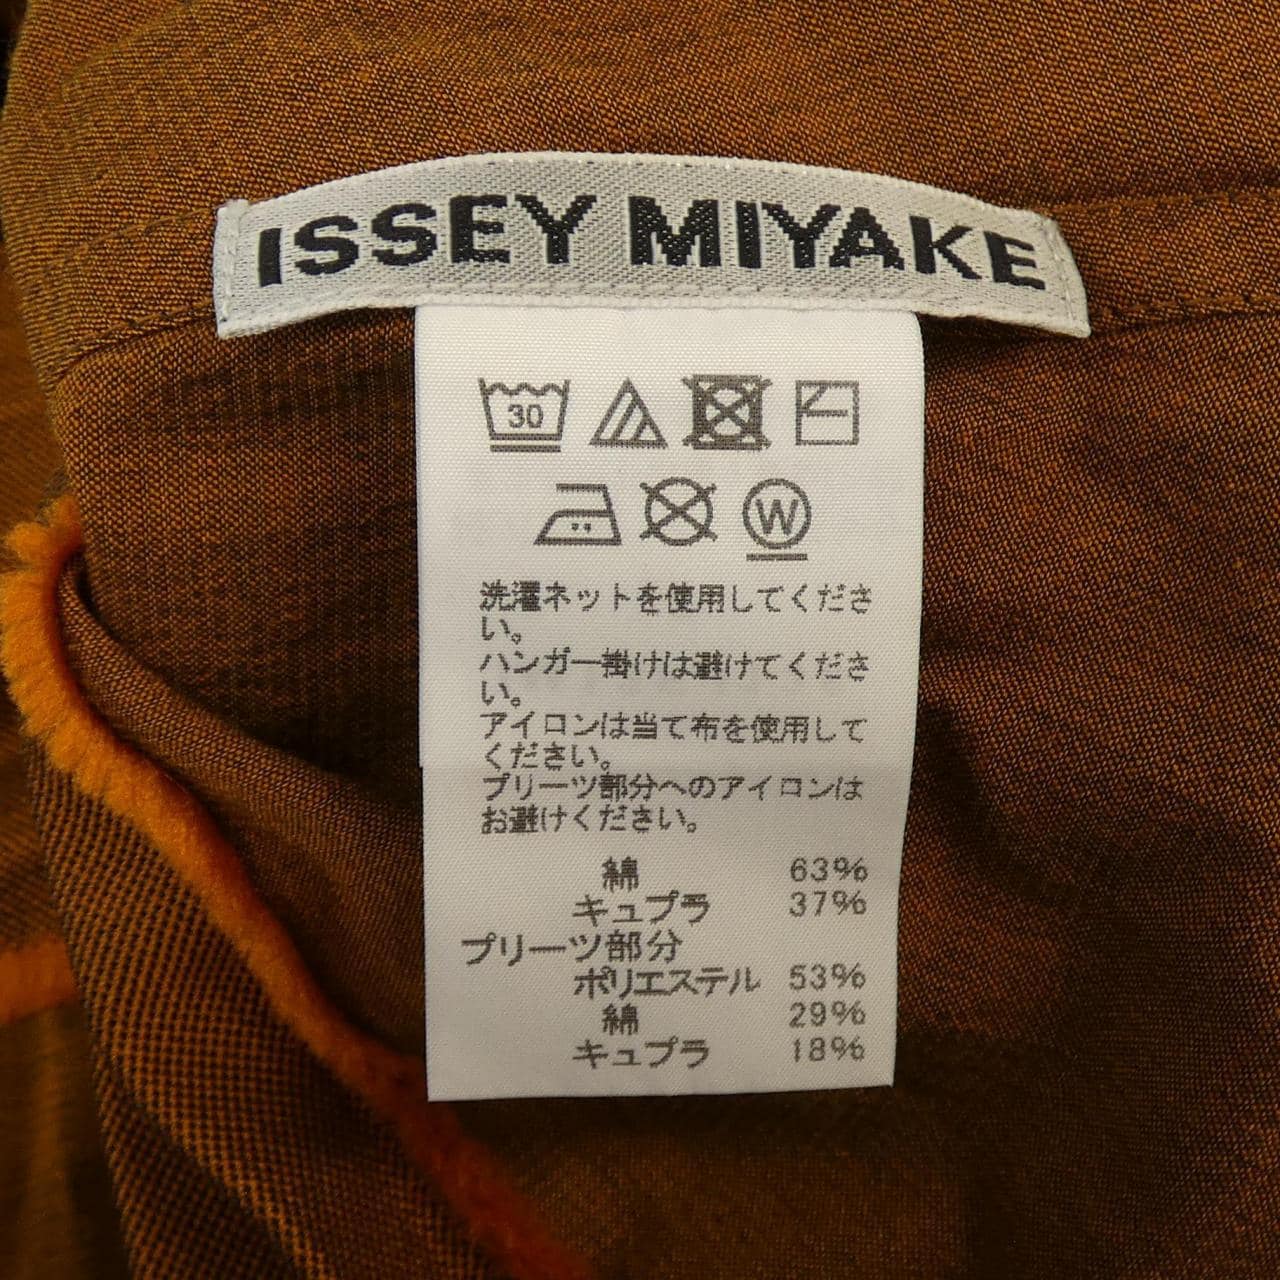 ISSEY MIYAKE
30
W
洗濯ネットを使用してくださ
い。
ハンガー掛けは避けてくださ
い。
アイロンは当て布を使用して
ください。
プリーツ部分へのアイロンは
お避けください。
綿 63%
キュプラ 37%
プリーツ部分
ポリエステル 53%
綿 29%
キュプラ 18%